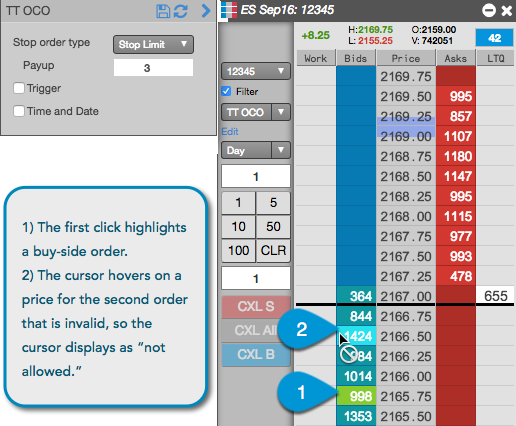 TT OCO
Stop order type Stop Limit
Payup 3
Trigger
Time and Date
1) The first click highlights
a buy-side order.
2) The cursor hovers on a
price for the second order
that is invalid, so the
cursor displays as “not
allowed.”
ES Sep16: 12345
+8.25 H:2169.75 O:2159.00 42
L: 2155.25 V: 742051
12345
Filter
TT OCO
Edit
Day
1
1 5
10 50
100 CLR
1
CXL S
CXL All
CXL B
Work Bids Price Asks LTQ
2169.75
2169.50 995
2169.25 857
2169.00 1107
2168.75 1180
2168.50 1147
2168.25 995
2168.00 1115
2167.75 977
2167.50 993
2167.25 478
364 2167.00 655
844 2166.75
2 1424 2166.50
984 2166.25
1014 2166.00
1 998 2165.75
1353 2165.50